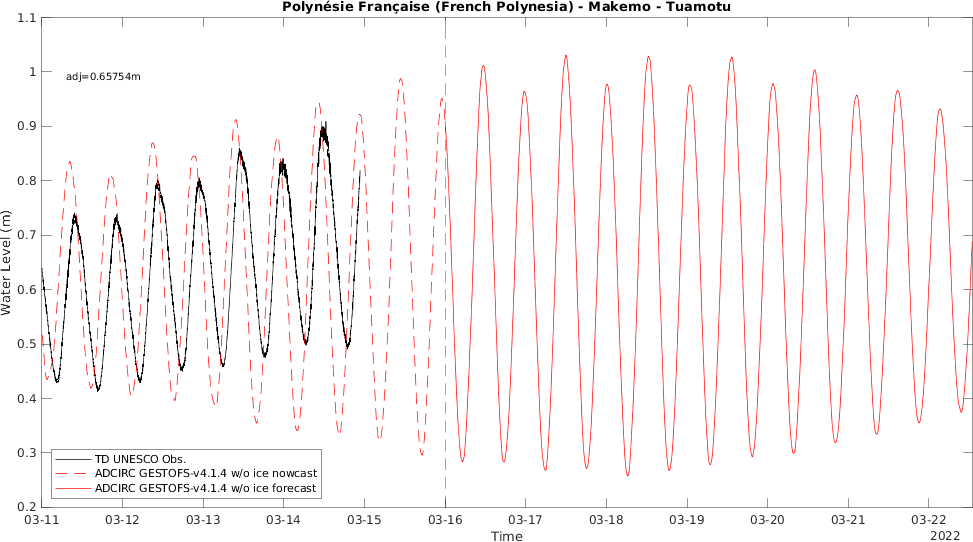 Polynésie Française (French Polynesia) - Makemo - Tuamotu
1.1
1
0.9
0.8
0.7
0.6
0.5
0.4
0.3
0.2
Water Level (m)
adj=0.65754m
TD UNESCO Obs.
ADCIRC GESTOFS-v4.1.4 w/o ice nowcast
ADCIRC GESTOFS-v4.1.4 w/o ice forecast
03-11 03-12 03-13 03-14 03-15 03-16 03-17 03-18 03-19 03-20 03-21 03-22
Time
2022